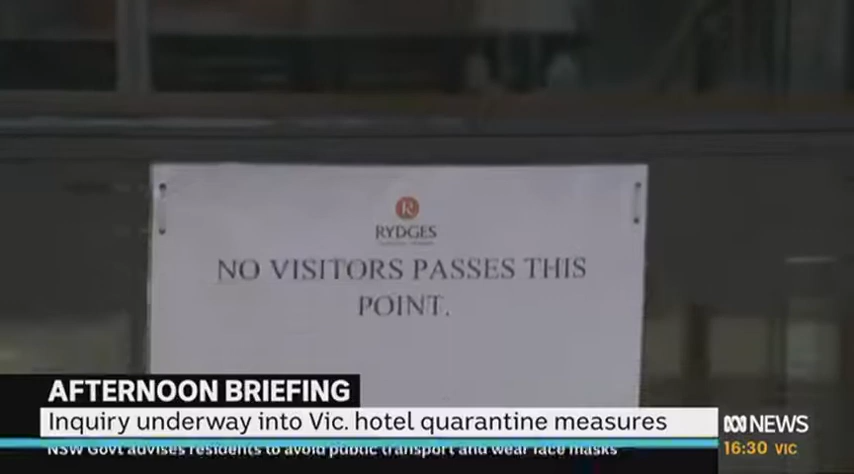 R
RYDGES
NO VISITORS PASSES THIS
POINT.
AFTERNOON BRIEFING
Inquiry underway into Vic. hotel quarantine measures
NSW Govt advises residents to avoid public transport and wear face masks
ABC NEWS
16:30 VIC